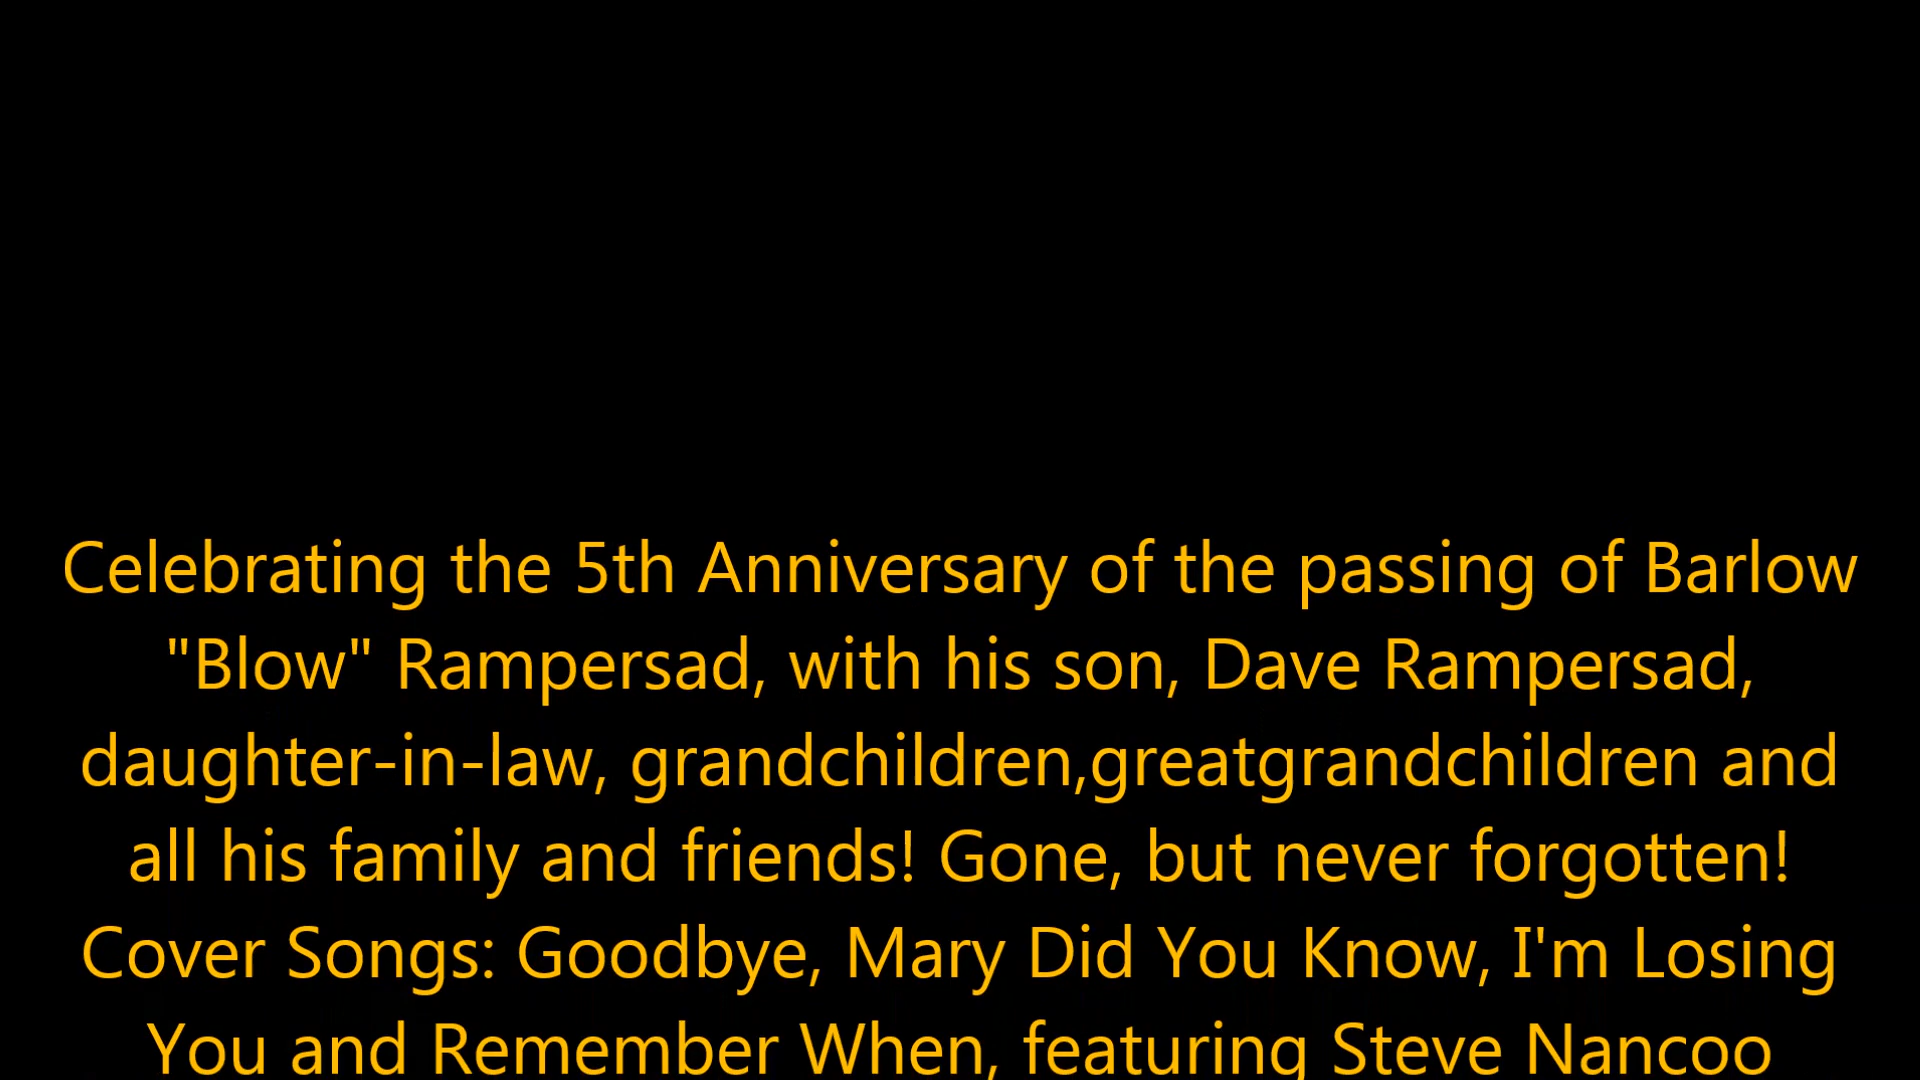 Celebrating the 5th Anniversary of the passing of Barlow
"Blow" Rampersad, with his son, Dave Rampersad,
daughter-in-law, grandchildren,greatgrandchildren and
all his family and friends! Gone, but never forgotten!
Cover Songs: Goodbye, Mary Did You Know, I'm Losing
You and Remember When, featuring Steve Nancoo